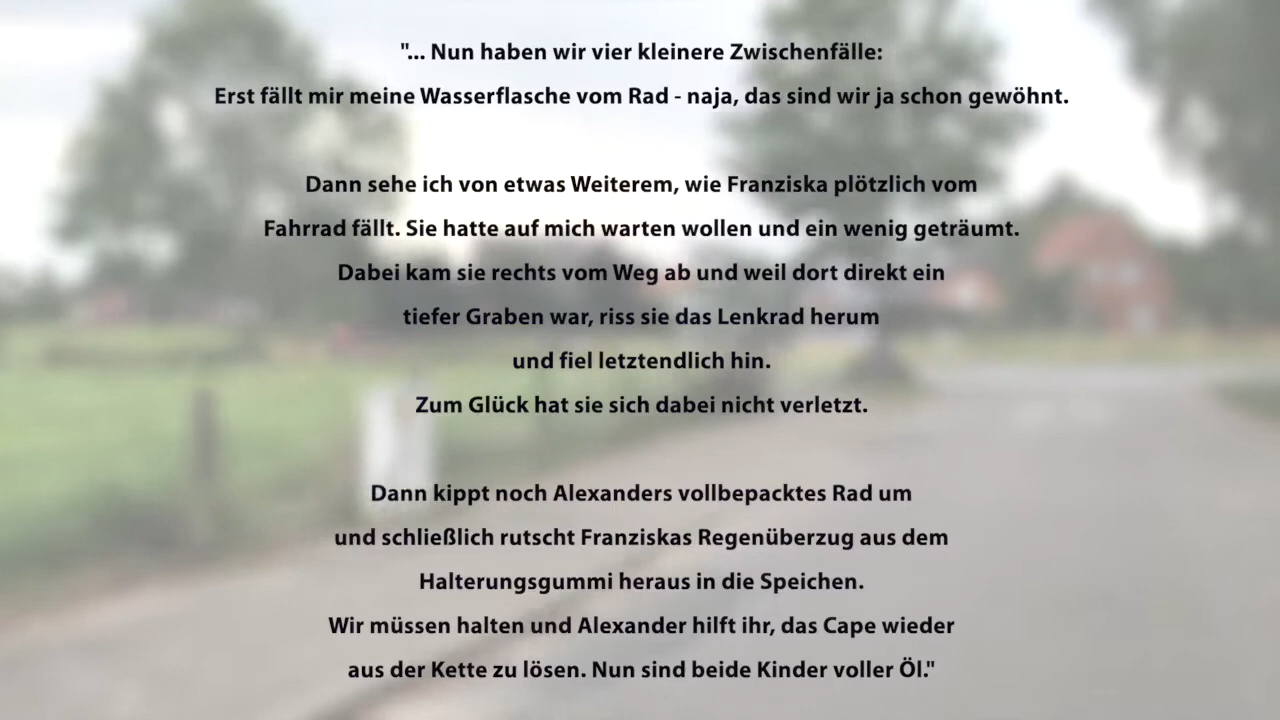 "... Nun haben wir vier kleinere Zwischenfälle:
Erst fällt mir meine Wasserflasche vom Rad - naja, das sind wir ja schon gewöhnt.
Dann sehe ich von etwas Weiterem, wie Franziska plötzlich vom
Fahrrad fällt. Sie hatte auf mich warten wollen und ein wenig geträumt.
Dabei kam sie rechts vom Weg ab und weil dort direkt ein
tiefer Graben war, riss sie das Lenkrad herum
und fiel letztendlich hin.
Zum Glück hat sie sich dabei nicht verletzt.
Dann kippt noch Alexanders vollbepacktes Rad um
und schließlich rutscht Franziskas Regenüberzug aus dem
Halterungsgummi heraus in die Speichen.
Wir müssen halten und Alexander hilft ihr, das Cape wieder
aus der Kette zu lösen. Nun sind beide Kinder voller Öl."